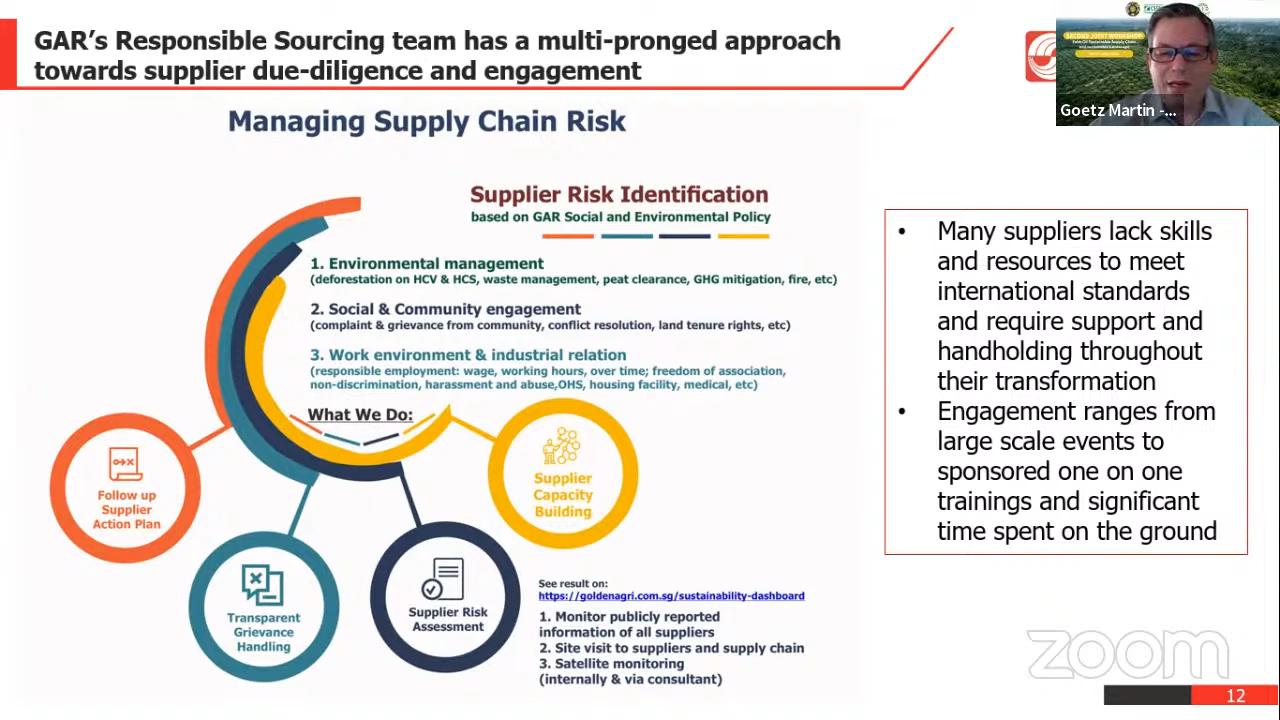 GAR’s Responsible Sourcing team has a multi-pronged approach
towards supplier due-diligence and engagement
SECOND JOINT WORKSHOP
Goetz Martin -...
Managing Supply Chain Risk
Supplier Risk Identification
based on GAR Social and Environmental Policy
1. Environmental management
(deforestation on HCV & HCS, waste management, peat clearance, GHG mitigation, fire, etc)
2. Social & Community engagement
(complaint & grievance from community, conflict resolution, land tenure rights, etc)
3. Work environment & industrial relation
(responsible employment: wage, working hours, over time; freedom of association,
non-discrimination, harassment and abuse,OHS, housing facility, medical, etc)
What We Do:
Follow up
Supplier
Action Plan
Transparent
Grievance
Handling
Supplier Risk
Assessment
Supplier
Capacity
Building
See result on:
https://goldenagri.com.sg/sustainability-dashboard
1. Monitor publicly reported
information of all suppliers
2. Site visit to suppliers and supply chain
3. Satellite monitoring
(internally & via consultant)
• Many suppliers lack skills
and resources to meet
international standards
and require support and
handholding throughout
their transformation
• Engagement ranges from
large scale events to
sponsored one on one
trainings and significant
time spent on the ground
zoom
12